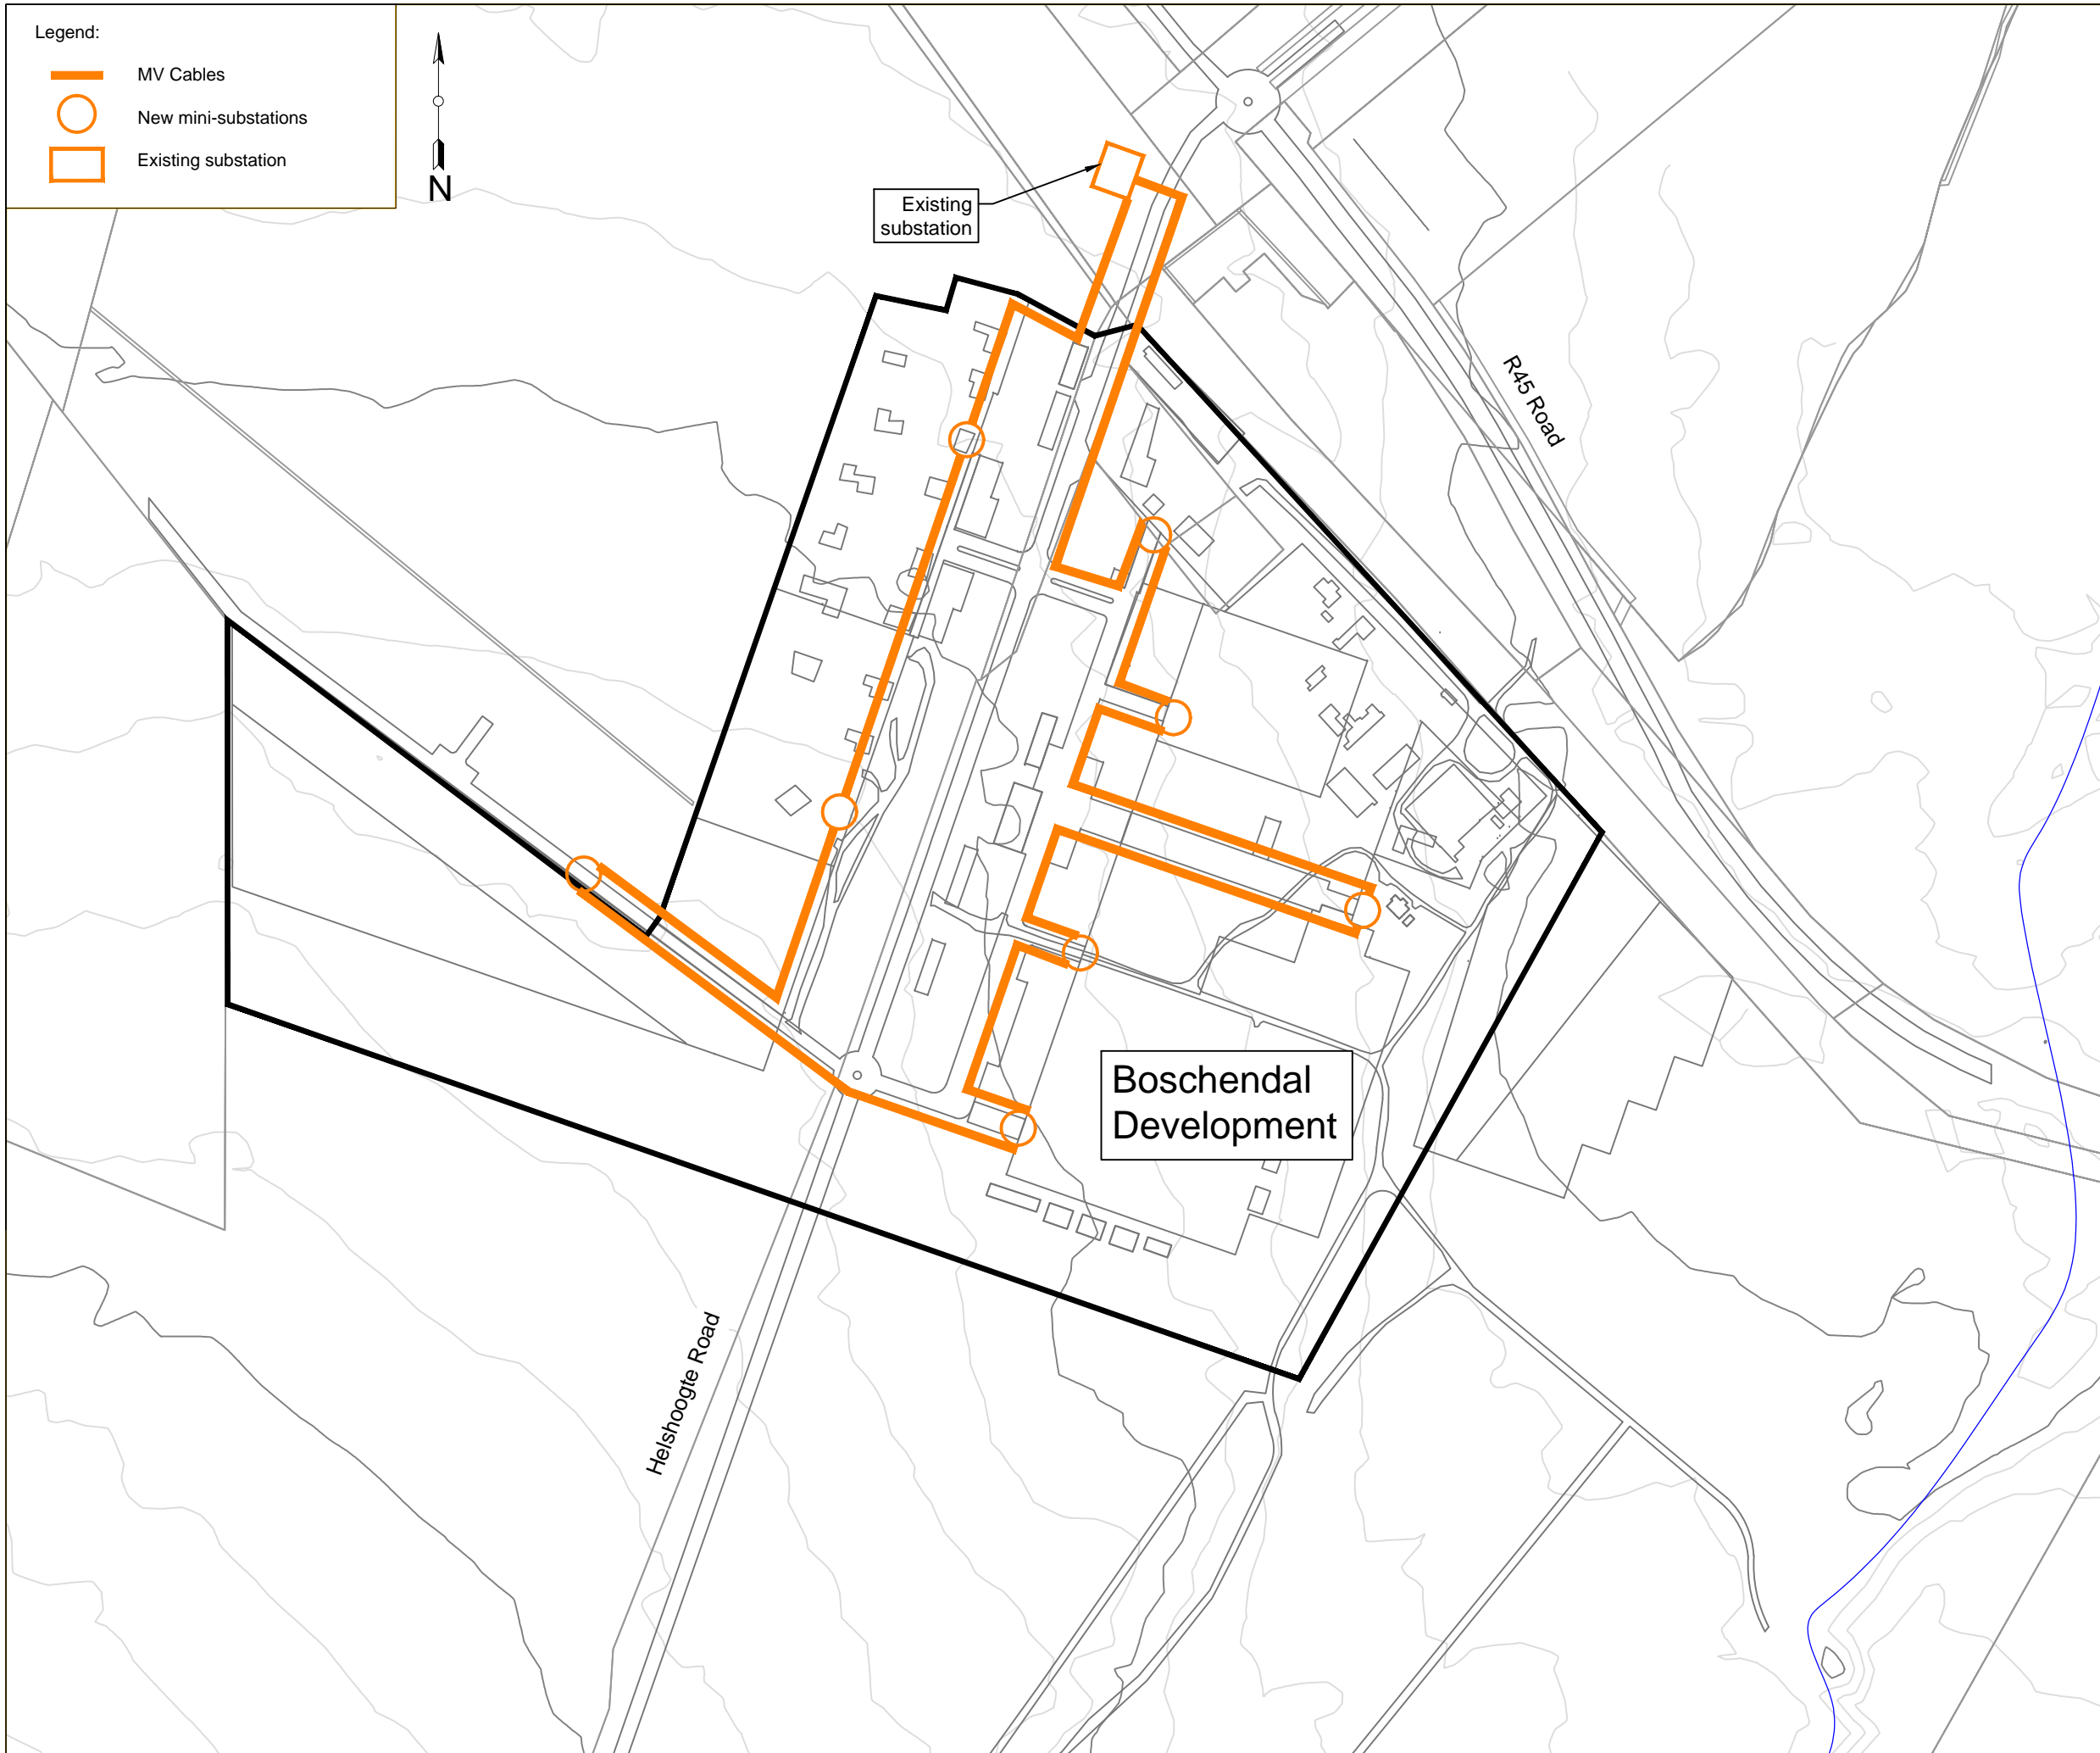 Legend:
MV Cables
New mini-substations
Existing substation
N
Existing
substation
R45 Road
Boschendal
Development
Helshoogte Road